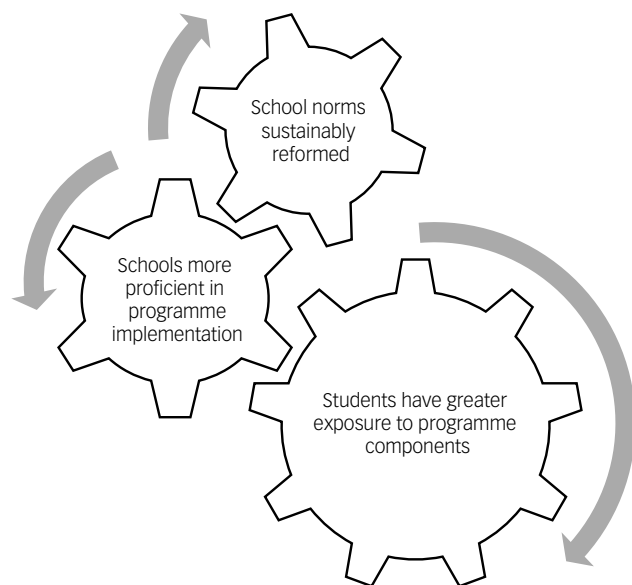 School norms
sustainably
reformed
Schools more
proficient in
programme
implementation
Students have greater
exposure to programme
components